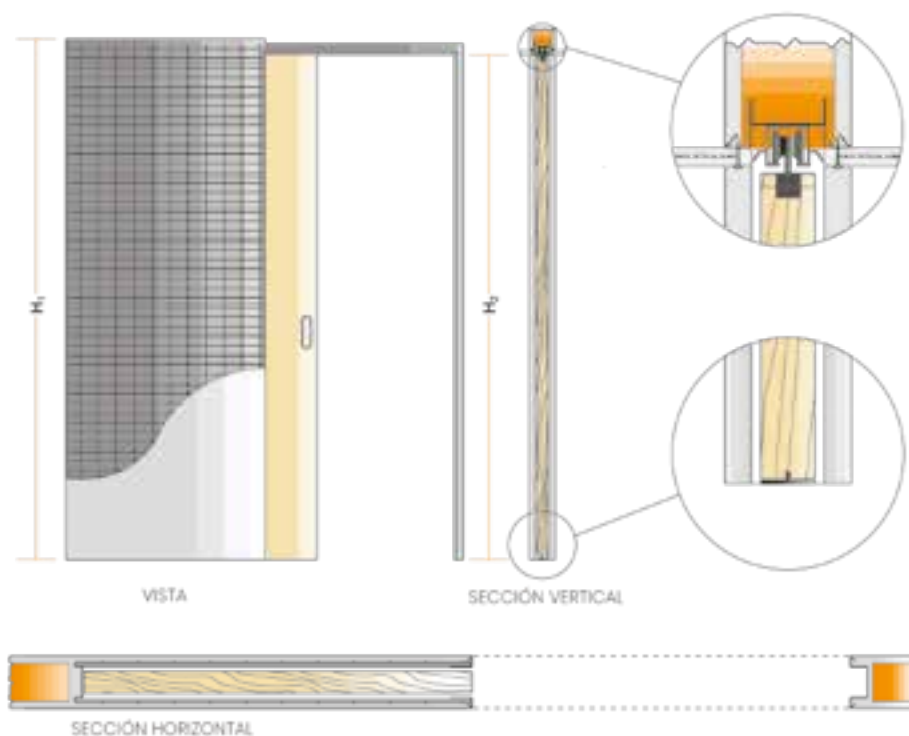 H₁
H₂
VISTA
SECCIÓN VERTICAL
SECCIÓN HORIZONTAL